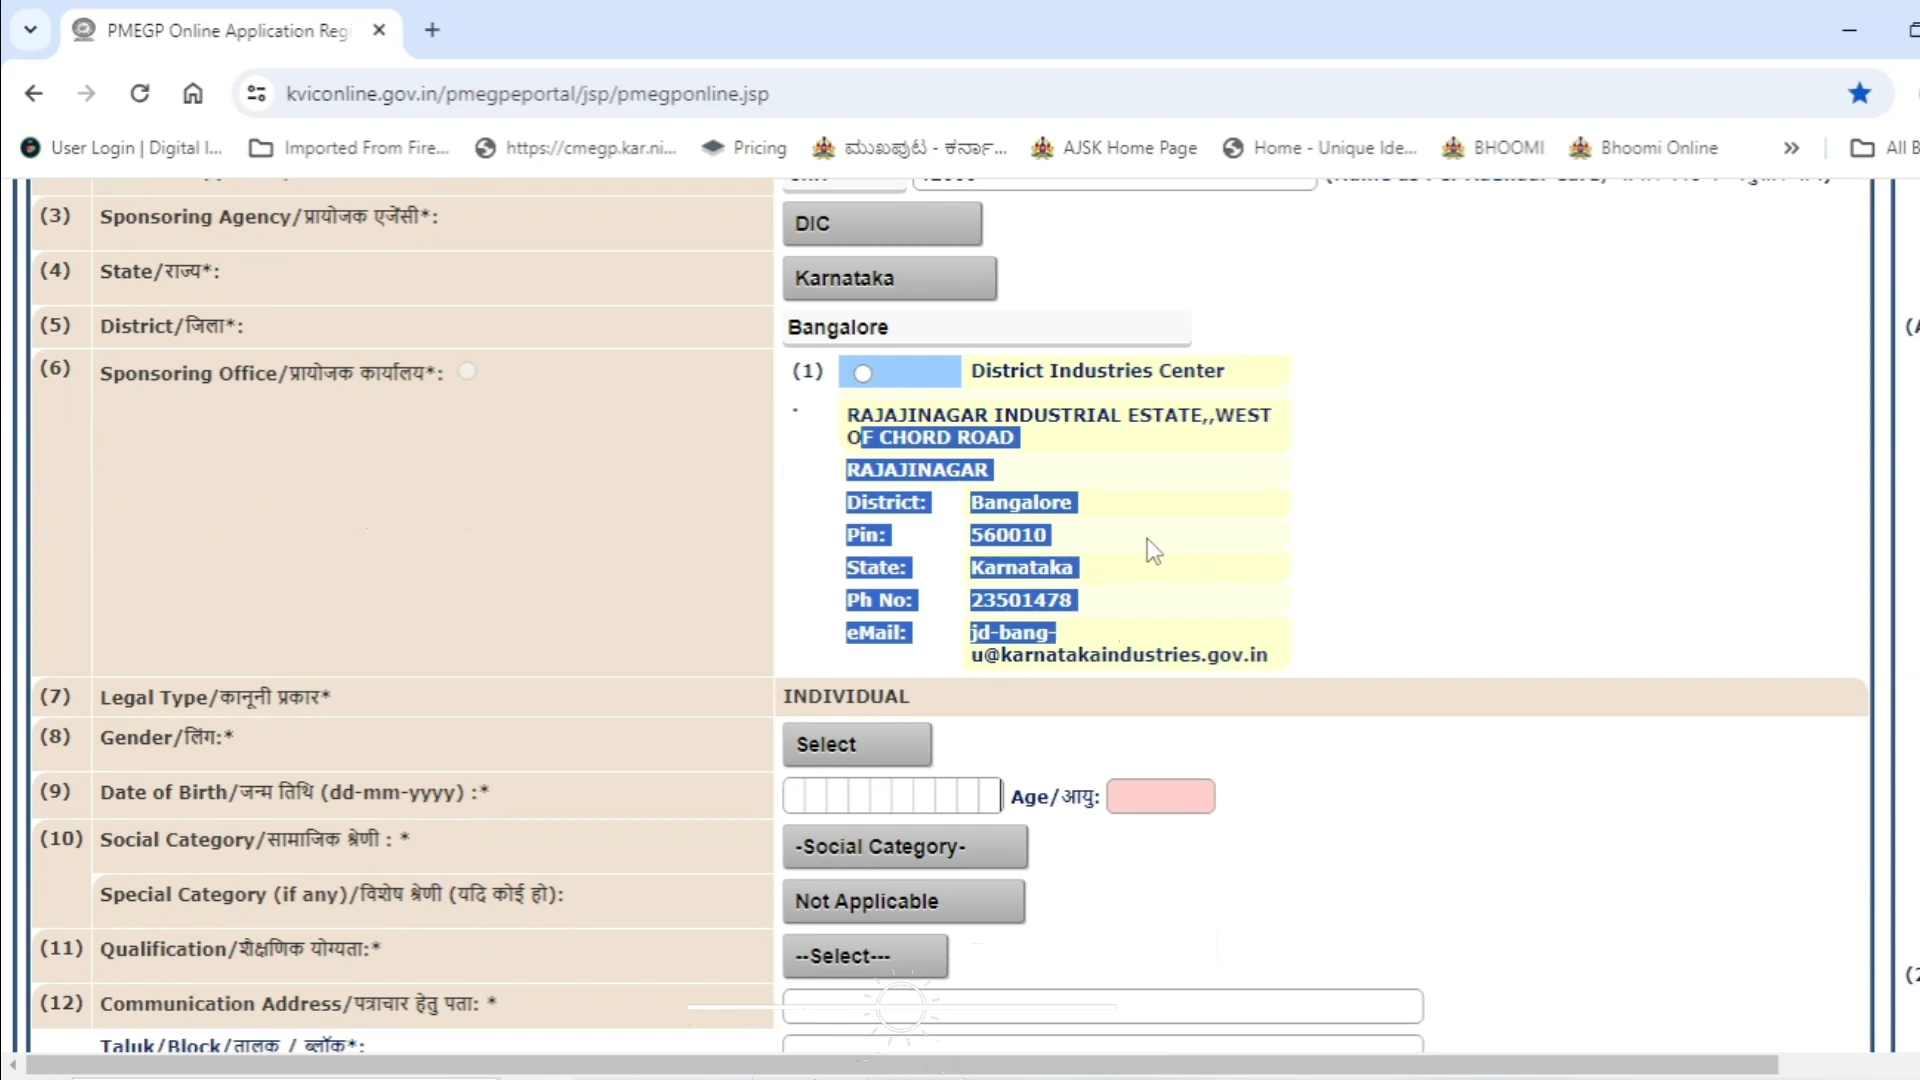 PMEGP Online Application Reg
kviconline.gov.in/pmegpeportal/jsp/pmegponline.jsp
User Login | Digital I... Imported From Fire... https://cmegp.kar.ni... Pricing ಮುಖಪುಟ - ಕರ್ನಾ... AJSK Home Page Home - Unique Ide... BHOOMI Bhoomi Online » All B
(3) Sponsoring Agency/प्रायोजक एजेंसी*: DIC
(4) State/राज्य*: Karnataka
(5) District/जिला*: Bangalore
(6) Sponsoring Office/प्रायोजक कार्यालय*: (1) District Industries Center
RAJAJINAGAR INDUSTRIAL ESTATE,,WEST
OF CHORD ROAD
RAJAJINAGAR
District: Bangalore
Pin: 560010
State: Karnataka
Ph No: 23501478
eMail: jd-bang-
u@karnatakaindustries.gov.in
(7) Legal Type/कानूनी प्रकार* INDIVIDUAL
(8) Gender/लिंग:* Select
(9) Date of Birth/जन्म तिथि (dd-mm-yyyy) :* Age/आयु:
(10) Social Category/सामाजिक श्रेणी : * -Social Category-
Special Category (if any)/विशेष श्रेणी (यदि कोई हो): Not Applicable
(11) Qualification/शैक्षणिक योग्यता:* --Select---
(12) Communication Address/पत्राचार हेतु पता: *
Taluk/Block/तालुक / ब्लॉक*: